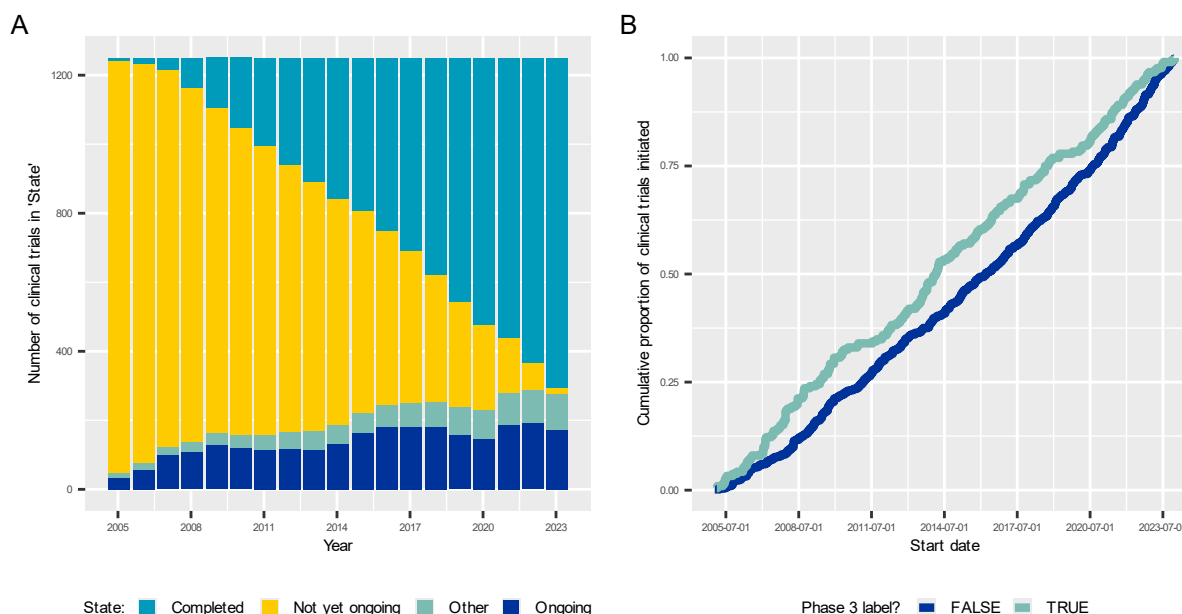 A
Number of clinical trials in 'State'
1200
800
400
0
2005
2008
2011
2014
2017
2020
2023
Year
State:
Completed
Not yet ongoing
Other
Ongoing
B
Cumulative proportion of clinical trials initiated
1.00
0.75
0.50
0.25
0.00
2005-07-01
2008-07-01
2011-07-01
2014-07-01
2017-07-01
2020-07-01
2023-07-0
Start date
Phase 3 label?
FALSE
TRUE